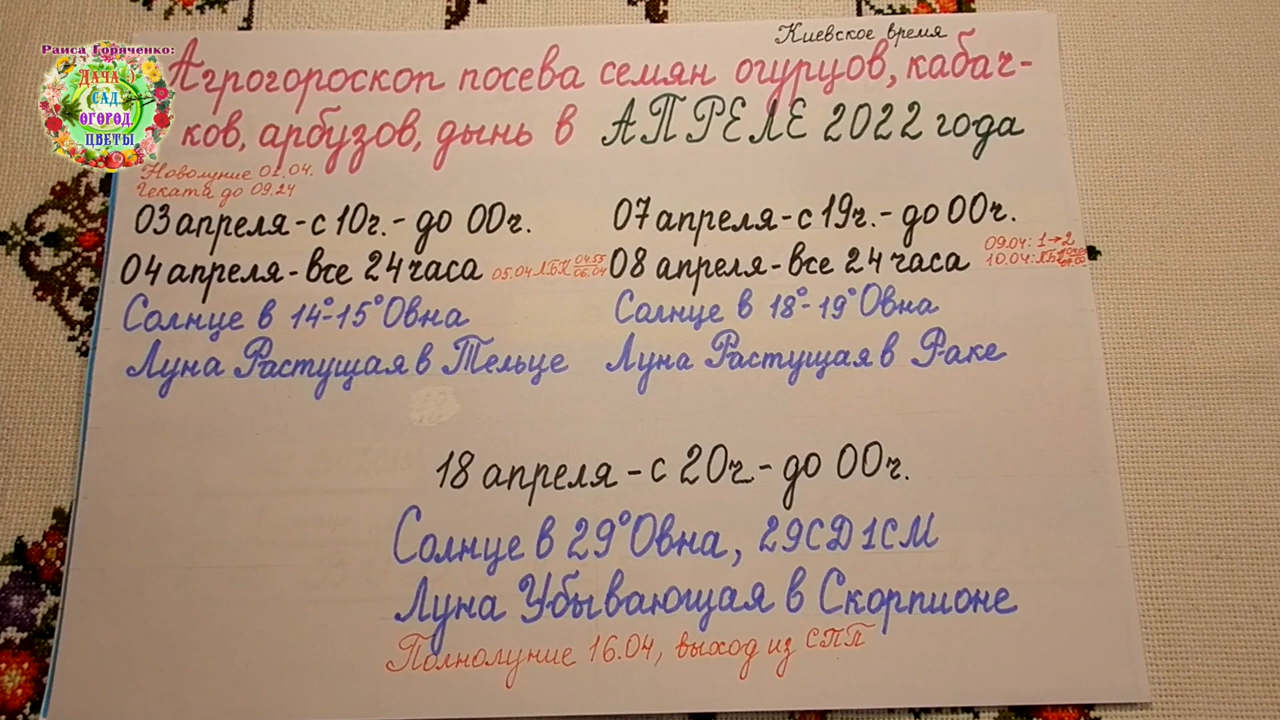 Киевское время
Раиса Горяченко:
Дача :)
сад,
огород,
цветы
Агрогороскоп посева семян огурцов, кабач-
ков, арбузов, дынь в АПРЕЛЕ 2022 года
Новолуние 01.04.
Геката до 09.24
03 апреля - с 10ч. - до 00ч.
04 апреля - все 24 часа
05.04 ЛБК 04.55
06.04
Солнце в 14°-15° Овна
Луна Растущая в Тельце
07 апреля - с 19ч. - до 00ч.
08 апреля - все 24 часа
09.04: 1→2
10.04: ЛБК
Солнце в 18°-19° Овна
Луна Растущая в Раке
18 апреля - с 20ч. - до 00ч.
Солнце в 29° Овна, 29СД 1СМ
Луна Убывающая в Скорпионе
Полнолуние 16.04, выход из СПП